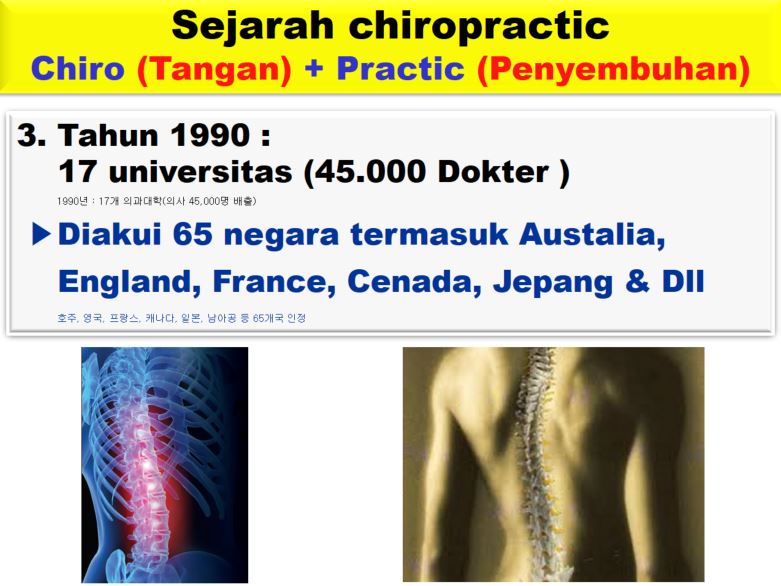 Sejarah chiropractic
Chiro (Tangan) + Practic (Penyembuhan)
3. Tahun 1990 :
17 universitas (45.000 Dokter )
1990년 : 17개 의과대학(의사 45,000명 배출)
Diakui 65 negara termasuk Austalia,
England, France, Cenada, Jepang & Dll
호주, 영국, 프랑스, 캐나다, 일본, 남아공 등 65개국 인정